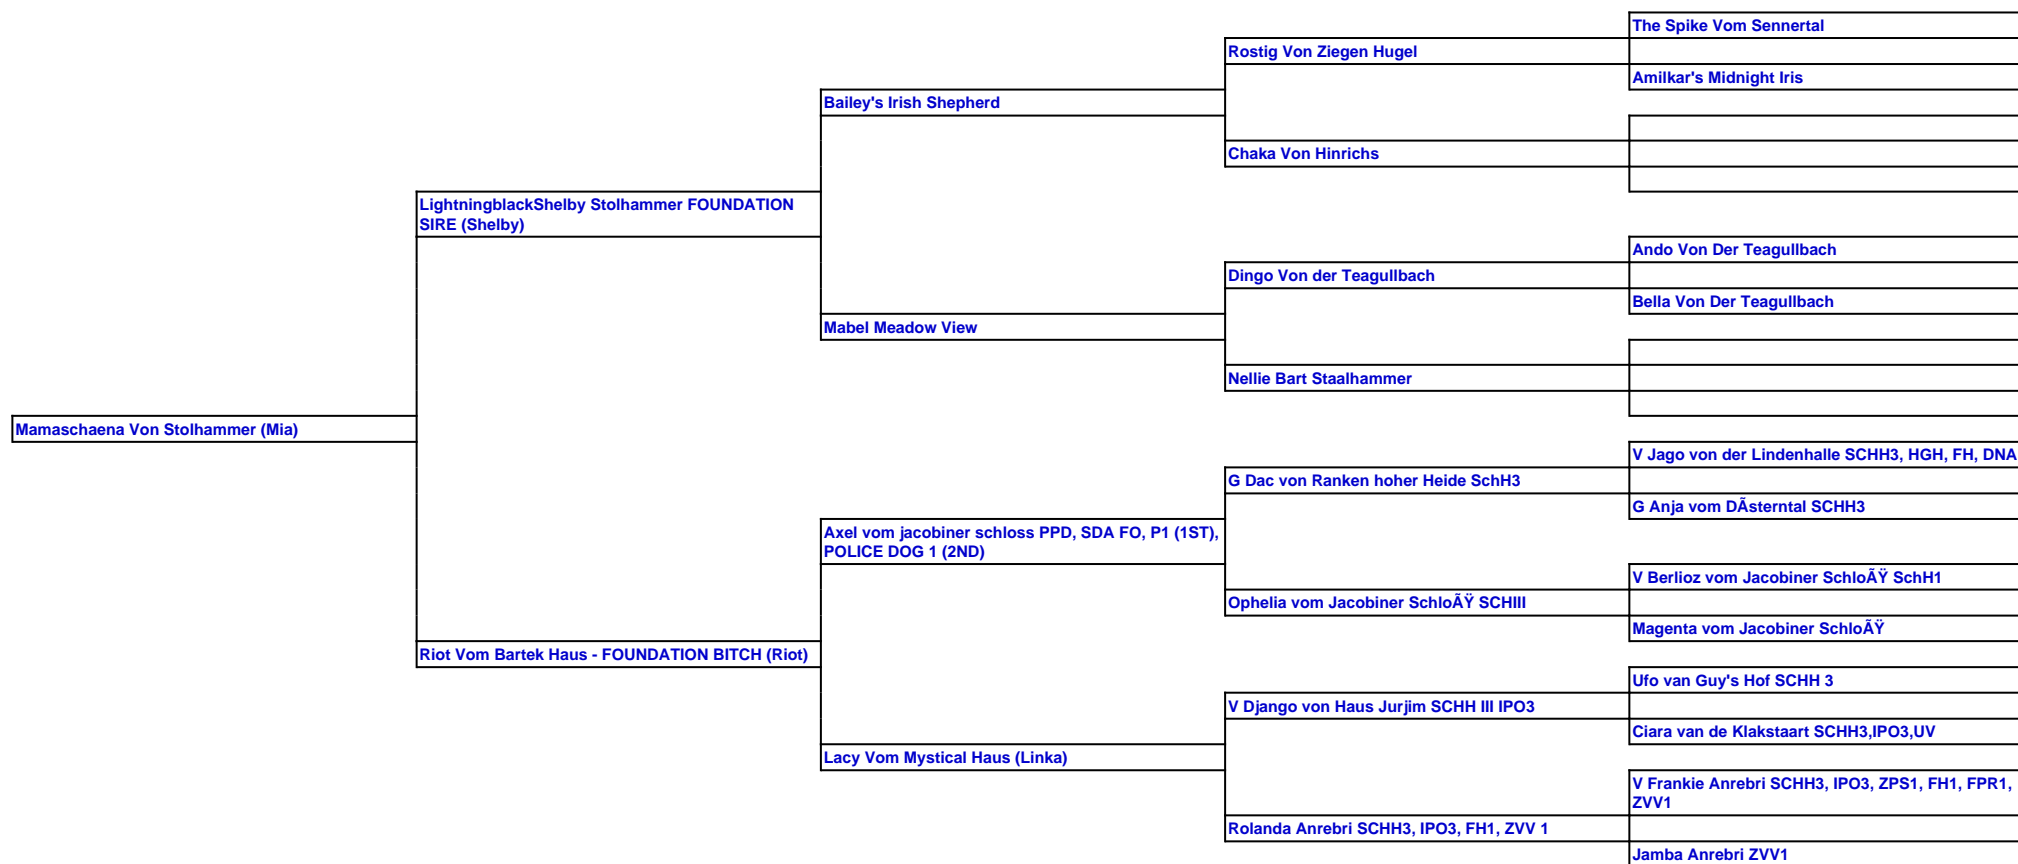 The Spike Vom Sennertal
Rostig Von Ziegen Hugel
Amilkar's Midnight Iris
Bailey's Irish Shepherd
Chaka Von Hinrichs
LightningblackShelby Stolhammer FOUNDATION
SIRE (Shelby)
Ando Von Der Teagullbach
Dingo Von der Teagullbach
Bella Von Der Teagullbach
Mabel Meadow View
Nellie Bart Staalhammer
Mamaschaena Von Stolhammer (Mia)
V Jago von der Lindenhalle SCHH3, HGH, FH, DNA
G Dac von Ranken hoher Heide SchH3
G Anja vom DÃsterntal SCHH3
Axel vom jacobiner schloss PPD, SDA FO, P1 (1ST),
POLICE DOG 1 (2ND)
V Berlioz vom Jacobiner SchloÃŸ SchH1
Ophelia vom Jacobiner SchloÃŸ SCHIII
Magenta vom Jacobiner SchloÃŸ
Riot Vom Bartek Haus - FOUNDATION BITCH (Riot)
Ufo van Guy's Hof SCHH 3
V Django von Haus Jurjim SCHH III IPO3
Ciara van de Klakstaart SCHH3,IPO3,UV
Lacy Vom Mystical Haus (Linka)
V Frankie Anrebri SCHH3, IPO3, ZPS1, FH1, FPR1,
ZVV1
Rolanda Anrebri SCHH3, IPO3, FH1, ZVV 1
Jamba Anrebri ZVV1